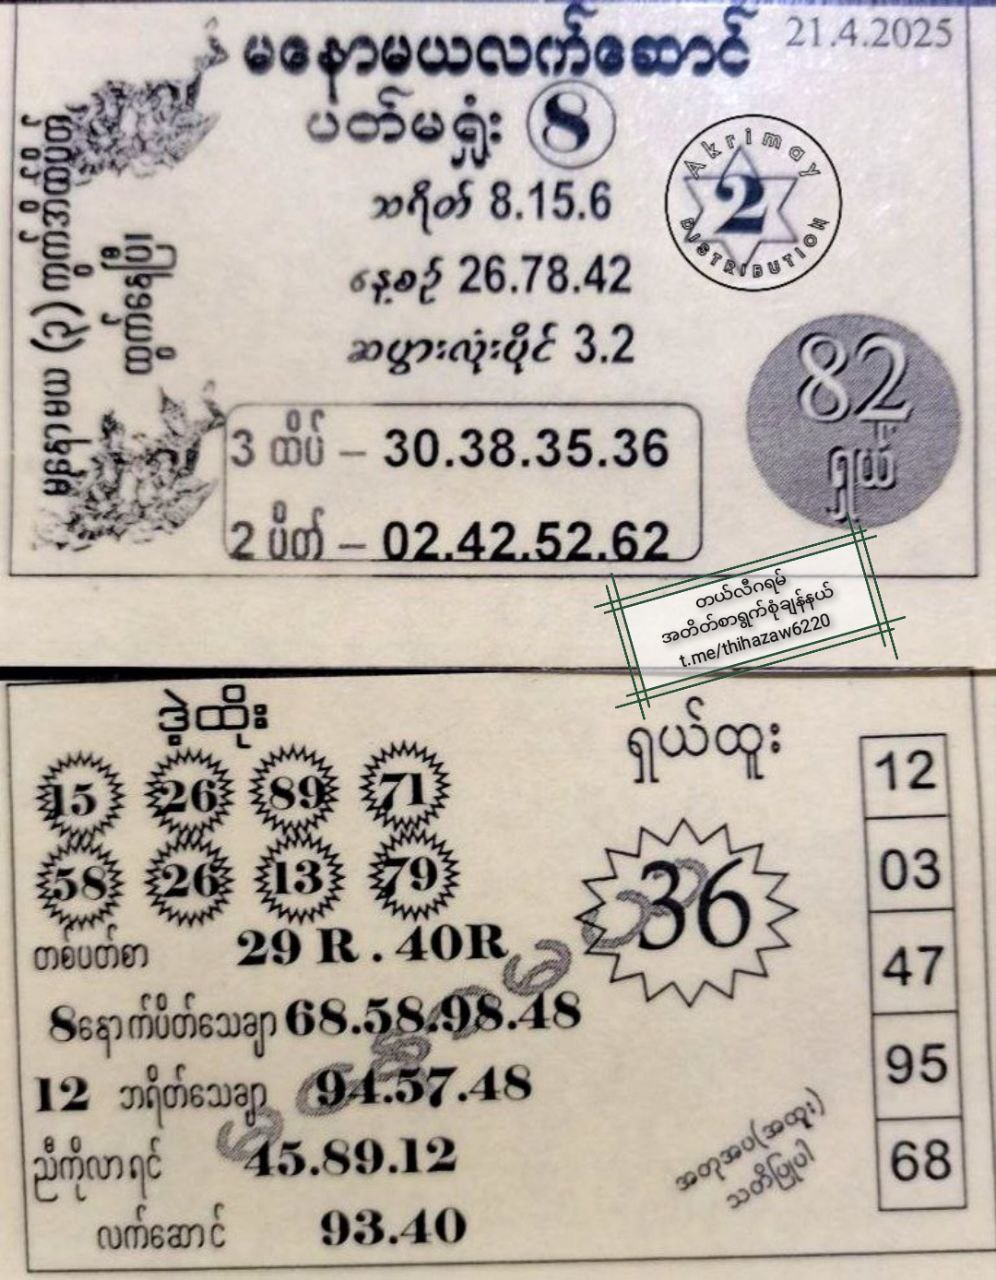 21.4.2025
မနောမယလက်ဆောင်
ပတ်မရှုံး 8
Akrimay
2
DISTRIBUTION
ဘရိတ် 8.15.6
နေ့စဉ် 26.78.42
ဆပွားလုံးပိုင် 3.2
3 ထိပ် – 30.38.35.36
2 ပိတ် – 02.42.52.62
82
ရှယ်
မနောမယ (၃) ကွက်အထိုင်
ထွက်နေပြီ
တယ်လီဂရမ်
အတိတ်စာရွက်စုံချန်နယ်
t.me/thihazaw6220
ဒဲ့ထိုး
15 26 89 71
58 26 13 79
တစ်ပတ်စာ 29 R . 40R
8နောက်ပိတ်သေချာ 68.58.98.48
12 ဘရိတ်သေချာ 94.57.48
ညီကိုလာရင် 45.89.12
လက်ဆောင် 93.40
ရှယ်ထူး
36
12
03
47
95
68
အတုအပ(အထူး)
သတိပြုပါ